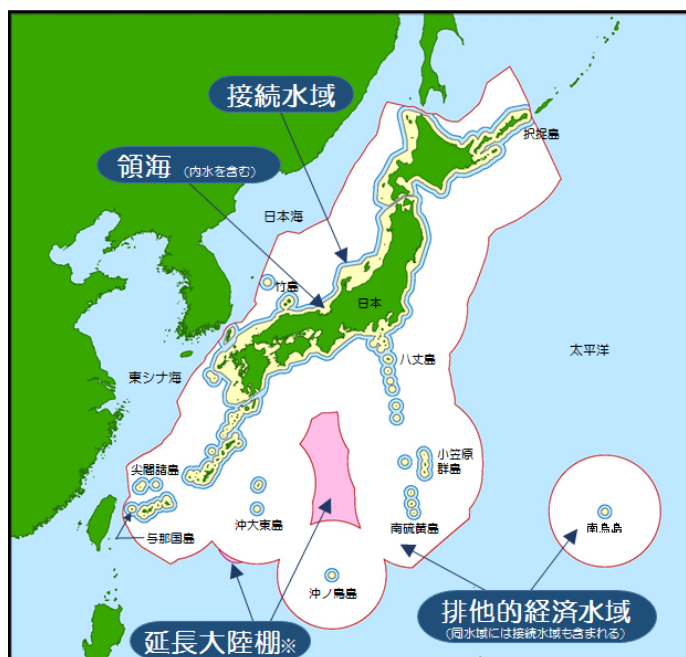 接続水域
択捉島
領海 (内水を含む)
日本海
竹島
日本
八丈島
太平洋
東シナ海
小笠原
群島
尖閣諸島
沖大東島
南硫黄島
南鳥島
与那国島
沖ノ鳥島
排他的経済水域
(同水域には接続水域も含まれる)
延長大陸棚※